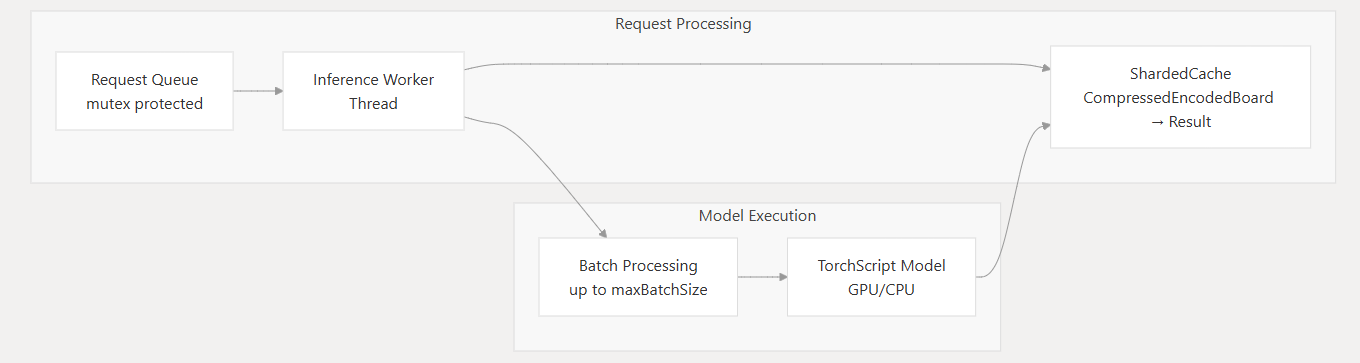 Request Processing
Request Queue
mutex protected
Inference Worker
Thread
ShardedCache
CompressedEncodedBoard
→ Result
Model Execution
Batch Processing
up to maxBatchSize
TorchScript Model
GPU/CPU